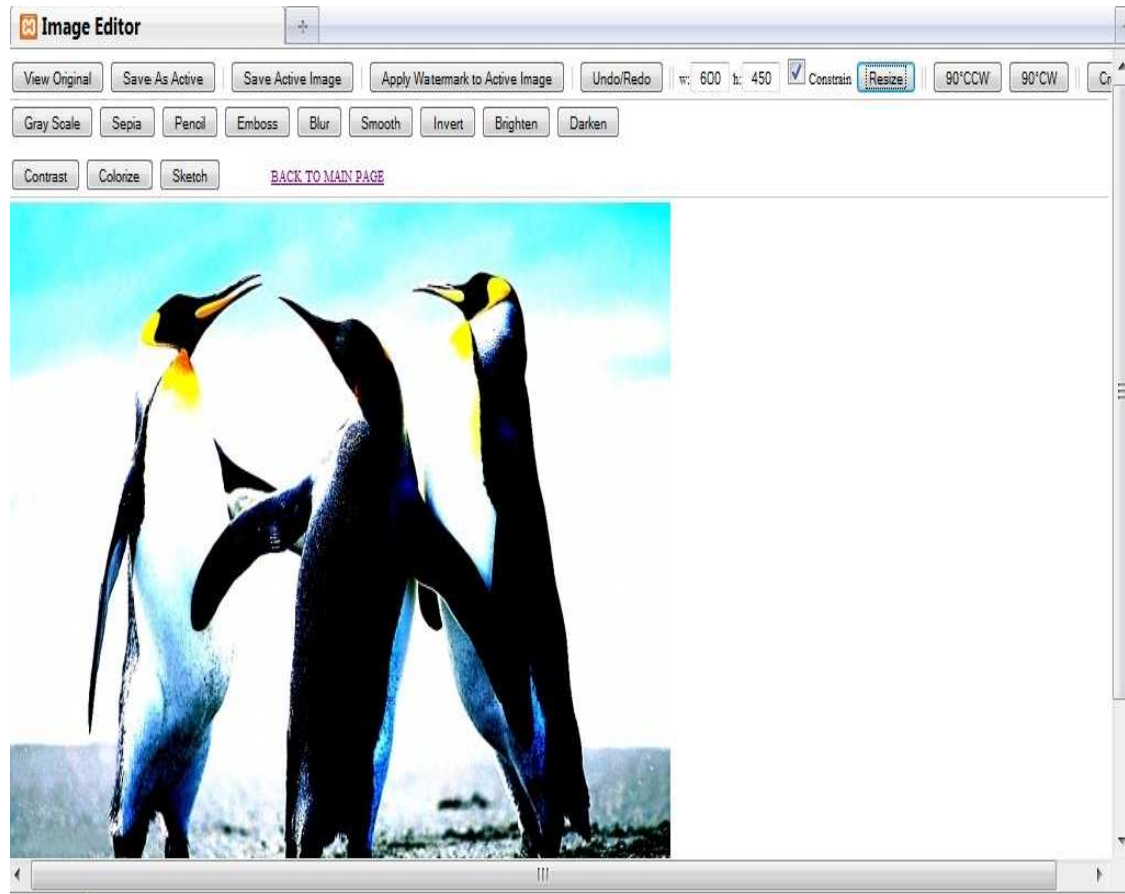 Image Editor
View Original Save As Active Save Active Image Apply Watermark to Active Image Undo/Redo w: 600 h: 450 Constrain Resize 90°CCW 90°CW
Gray Scale Sepia Pencil Emboss Blur Smooth Invert Brighten Darken
Contrast Colorize Sketch BACK TO MAIN PAGE